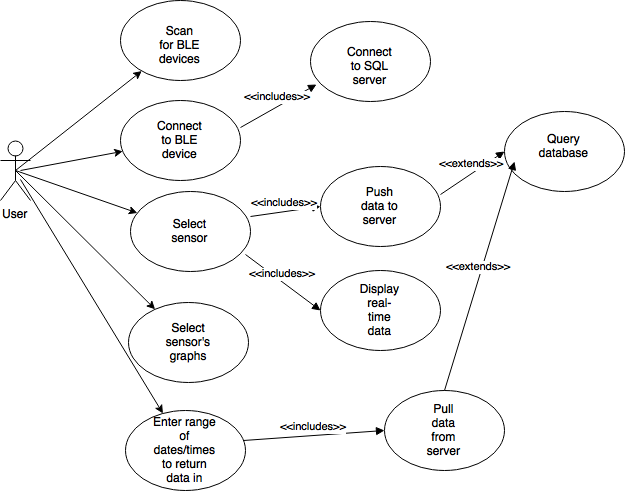 Scan
for BLE
devices
Connect
to SQL
server
<<includes>>
Connect
to BLE
device
Query
database
<<extends>>
User
Select
sensor
<<includes>>
Push
data to
server
<<includes>>
<<extends>>
Display
real-
time
data
Select
sensor's
graphs
Enter range
of
dates/times
to return
data in
<<includes>>
Pull
data
from
server